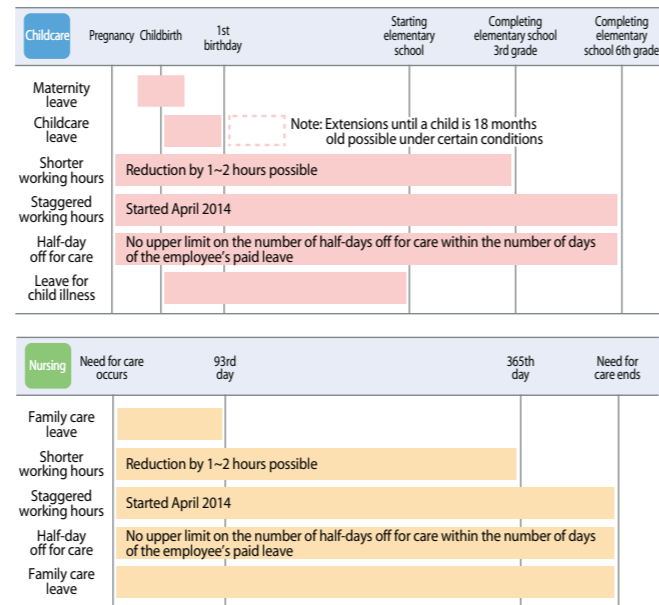 Childcare
Pregnancy Childbirth
1st
birthday
Starting
elementary
school
Completing
elementary school
3rd grade
Completing
elementary
school 6th grade
Maternity
leave
Childcare
leave
Note: Extensions until a child is 18 months
old possible under certain conditions
Shorter
working hours
Reduction by 1~2 hours possible
Staggered
working hours
Started April 2014
Half-day
off for care
No upper limit on the number of half-days off for care within the number of days
of the employee's paid leave
Leave for
child illness
Nursing
Need for care
occurs
93rd
day
365th
day
Need for
care ends
Family care
leave
Shorter
working hours
Reduction by 1~2 hours possible
Staggered
working hours
Started April 2014
Half-day
off for care
No upper limit on the number of half-days off for care within the number of days
of the employee's paid leave
Family care
leave